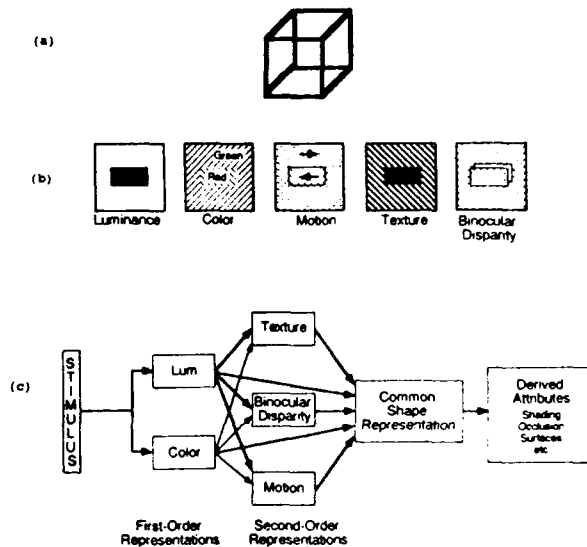 (a)
(b)
Green
Red
Luminance
Color
Motion
Texture
Binocular
Disparity
(c)
STIMULUS
Lum
Color
Texture
Binocular
Disparity
Motion
Common
Shape
Representation
Derived
Attributes
Shading
Occlusion
Surfaces
etc
First-Order
Representations
Second-Order
Representations